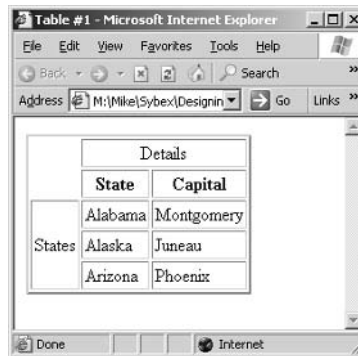 Table #1 - Microsoft Internet Explorer
File Edit View Favorites Tools Help
Back Search
Address M:\Mike\Sybex\Designin Go Links »
Details
State Capital
States
Alabama Montgomery
Alaska Juneau
Arizona Phoenix
Done Internet